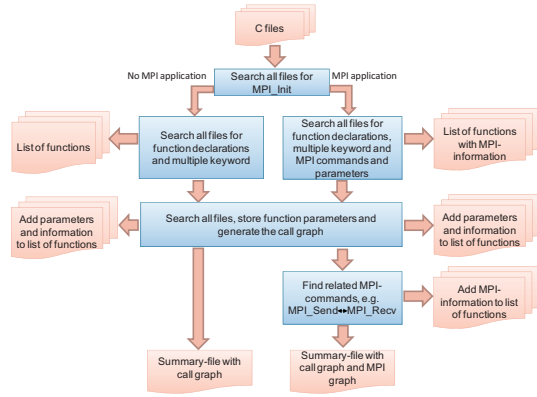 C files
No MPI application
MPI application
Search all files for
MPI_Init
List of functions
Search all files for
function declarations
and multiple keyword
Search all files for
function declarations,
multiple keyword and
MPI commands and
parameters
List of functions
with MPI-
information
Add parameters
and information
to list of functions
Search all files, store function parameters and
generate the call graph
Add parameters
and information
to list of functions
Find related MPI-
commands, e.g.
MPI_Send◄►MPI_Recv
Add MPI-
information to list
of functions
Summary-file with
call graph
Summary-file with
call graph and MPI
graph